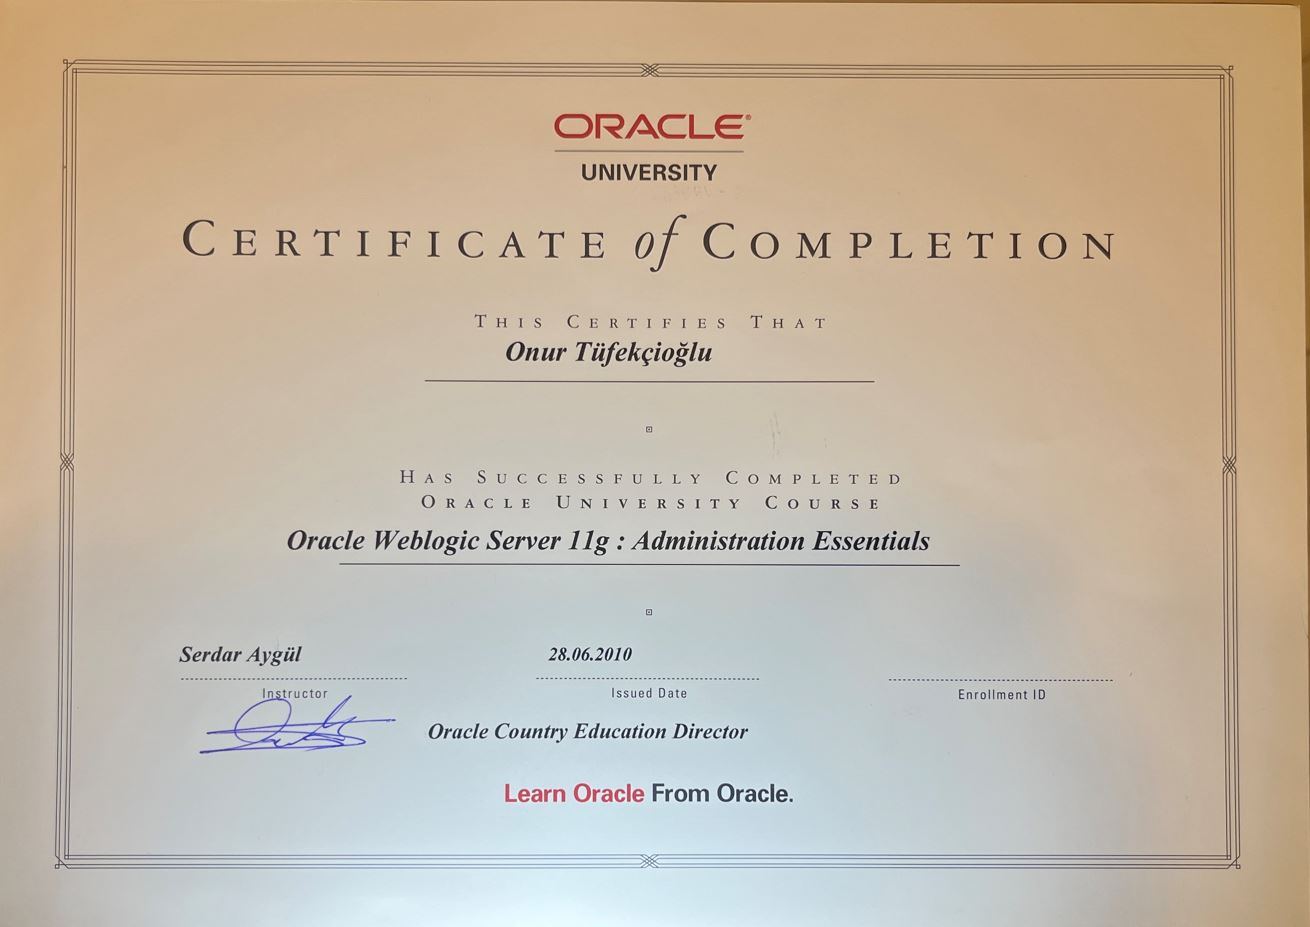 ORACLE®
UNIVERSITY
CERTIFICATE of COMPLETION
THIS CERTIFIES THAT
Onur Tüfekçioğlu
HAS SUCCESSFULLY COMPLETED
ORACLE UNIVERSITY COURSE
Oracle Weblogic Server 11g : Administration Essentials
Serdar Aygül
28.06.2010
Instructor
Issued Date
Enrollment ID
Oracle Country Education Director
Learn Oracle From Oracle.